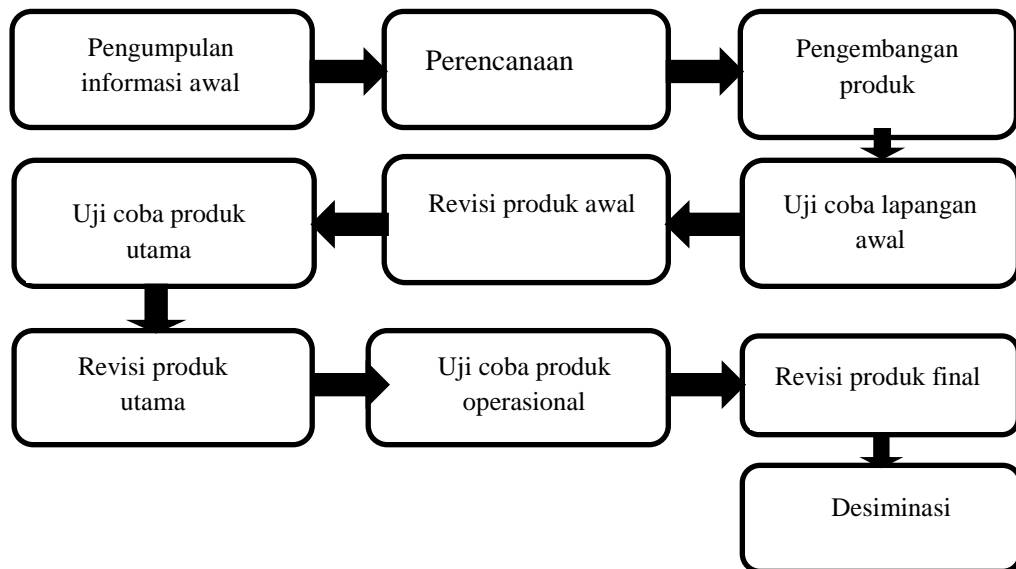 Pengumpulan
informasi awal
Perencanaan
Pengembangan
produk
Uji coba lapangan
awal
Revisi produk awal
Uji coba produk
utama
Revisi produk
utama
Uji coba produk
operasional
Revisi produk final
Desiminasi